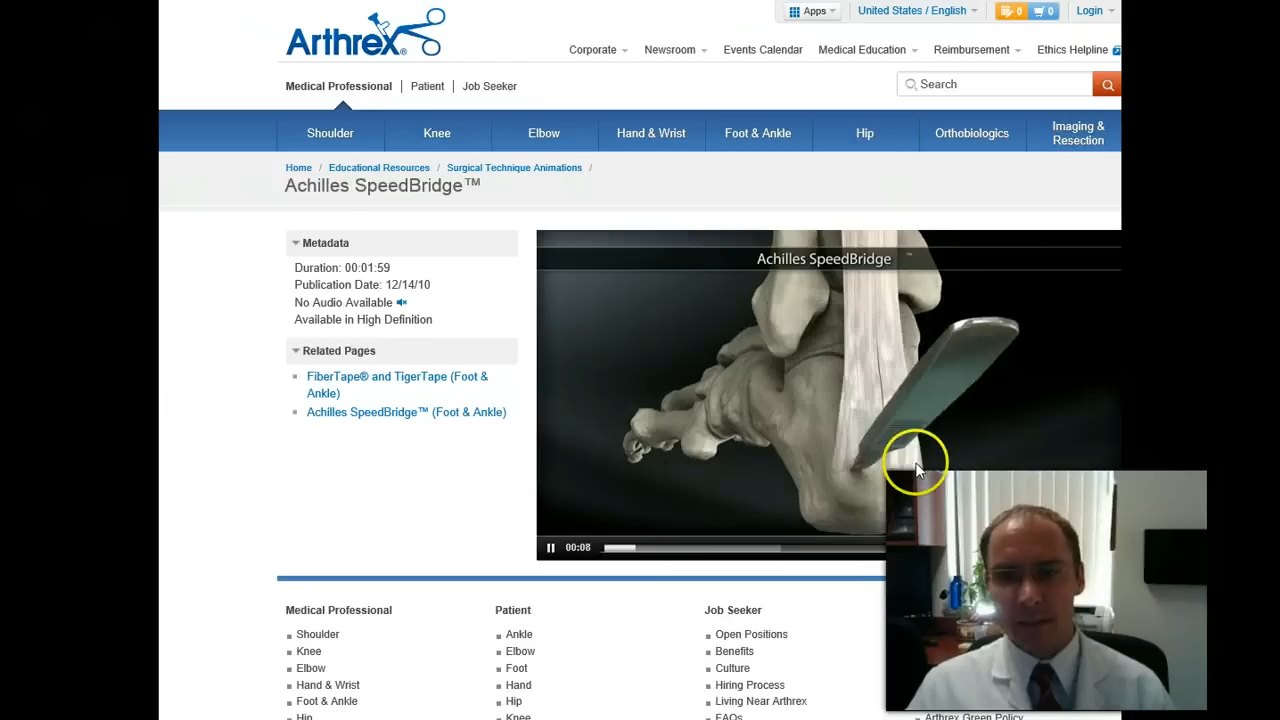 Apps
United States / English
0
0
Login
Arthrex®
Corporate
Newsroom
Events Calendar
Medical Education
Reimbursement
Ethics Helpline
Medical Professional
Patient
Job Seeker
Search
Shoulder
Knee
Elbow
Hand & Wrist
Foot & Ankle
Hip
Orthobiologics
Imaging &
Resection
Home / Educational Resources / Surgical Technique Animations /
Achilles SpeedBridge™
Metadata
Duration: 00:01:59
Publication Date: 12/14/10
No Audio Available
Available in High Definition
Related Pages
FiberTape® and TigerTape (Foot &
Ankle)
Achilles SpeedBridge™ (Foot & Ankle)
Achilles SpeedBridge™
00:08
Medical Professional
Shoulder
Knee
Elbow
Hand & Wrist
Foot & Ankle
Hip
Patient
Ankle
Elbow
Foot
Hand
Hip
Knee
Job Seeker
Open Positions
Benefits
Culture
Hiring Process
Living Near Arthrex
FAQs
Arthrex Green Policy